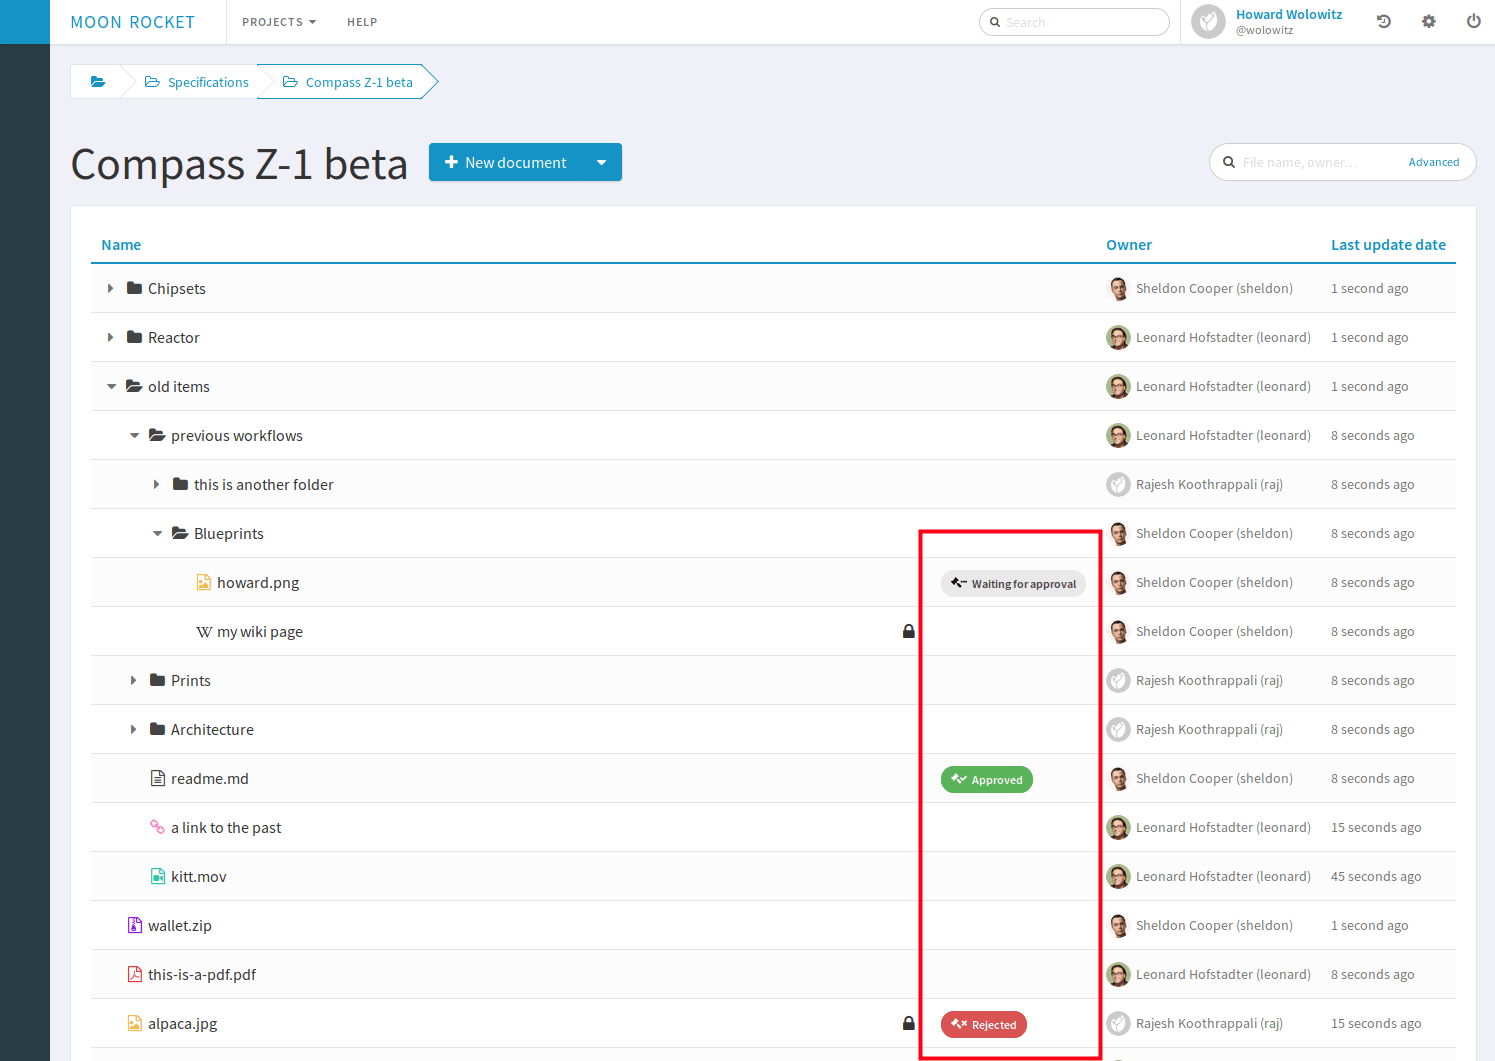 MOON ROCKET PROJECTS HELP Search Howard Wolowitz
@wolowitz
Specifications Compass Z-1 beta
Compass Z-1 beta New document File name, owner... Advanced
Name Owner Last update date
Chipsets Sheldon Cooper (sheldon) 1 second ago
Reactor Leonard Hofstadter (leonard) 1 second ago
old items Leonard Hofstadter (leonard) 1 second ago
previous workflows Leonard Hofstadter (leonard) 8 seconds ago
this is another folder Rajesh Koothrappali (raj) 8 seconds ago
Blueprints Sheldon Cooper (sheldon) 8 seconds ago
howard.png Waiting for approval Sheldon Cooper (sheldon) 8 seconds ago
W my wiki page Sheldon Cooper (sheldon) 8 seconds ago
Prints Rajesh Koothrappali (raj) 8 seconds ago
Architecture Rajesh Koothrappali (raj) 8 seconds ago
readme.md Approved Sheldon Cooper (sheldon) 8 seconds ago
a link to the past Leonard Hofstadter (leonard) 15 seconds ago
kitt.mov Leonard Hofstadter (leonard) 45 seconds ago
wallet.zip Sheldon Cooper (sheldon) 1 second ago
this-is-a-pdf.pdf Leonard Hofstadter (leonard) 8 seconds ago
alpaca.jpg Rejected Rajesh Koothrappali (raj) 15 seconds ago